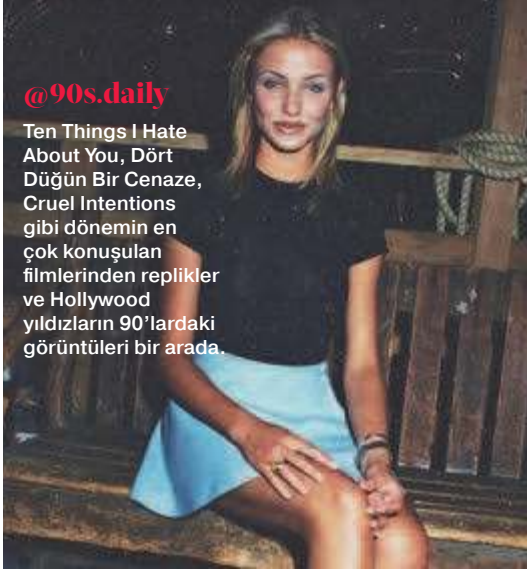 @90s.daily
Ten Things I Hate
About You, Dört
Düğün Bir Cenaze,
Cruel Intentions
gibi dönemin en
çok konuşulan
filmlerinden replikler
ve Hollywood
yıldızların 90’lardaki
görüntüleri bir arada.